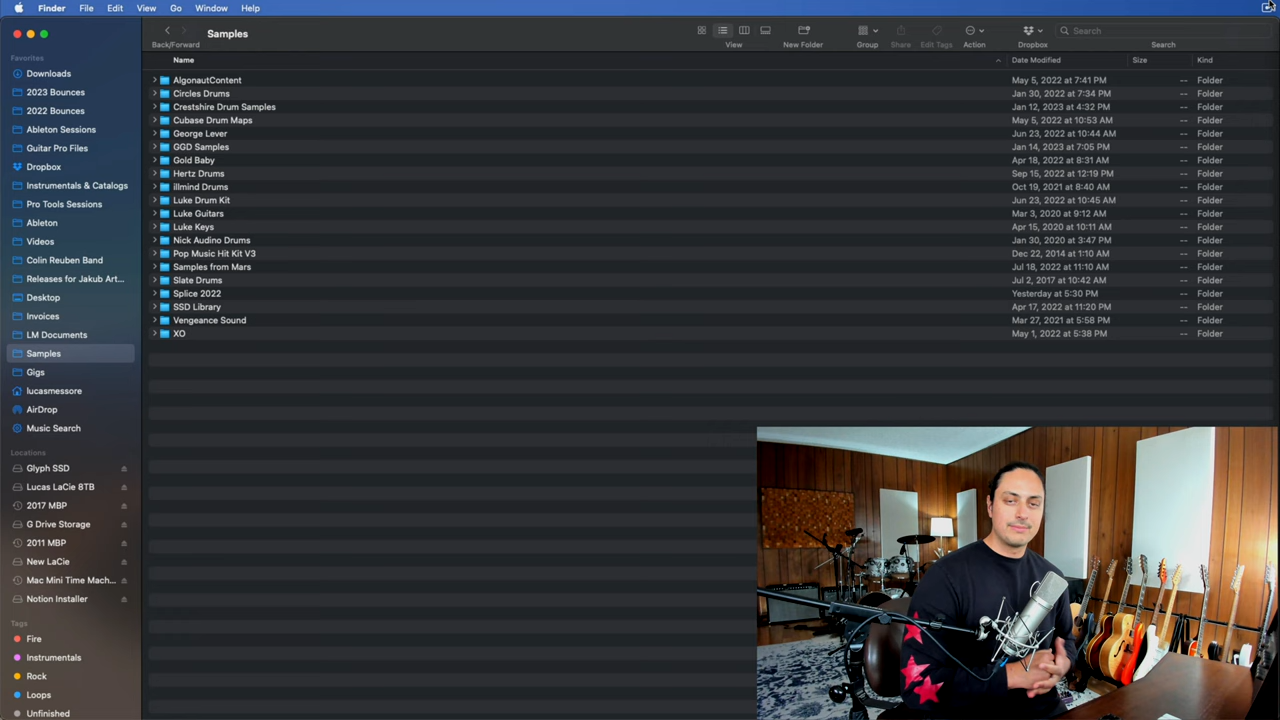 Finder File Edit View Go Window Help
Samples
Back/Forward View New Folder Group Share Edit Tags Action Dropbox Search
Search
Name Date Modified Size Kind
Favorites
Downloads
2023 Bounces
2022 Bounces
Ableton Sessions
Guitar Pro Files
Dropbox
Instrumentals & Catalogs
Pro Tools Sessions
Ableton
Videos
Colin Reuben Band
Releases for Jakub Art...
Desktop
Invoices
LM Documents
Samples
Gigs
lucasmessore
AirDrop
Music Search
Locations
Glyph SSD
Lucas LaCie 8TB
2017 MBP
G Drive Storage
2011 MBP
New LaCie
Mac Mini Time Mach...
Notion Installer
Tags
Fire
Instrumentals
Rock
Loops
Unfinished
AlgonautContent May 5, 2022 at 7:41 PM -- Folder
Circles Drums Jan 30, 2022 at 7:34 PM -- Folder
Crestshire Drum Samples Jan 12, 2023 at 4:32 PM -- Folder
Cubase Drum Maps May 5, 2022 at 10:53 AM -- Folder
George Lever Jun 23, 2022 at 10:44 AM -- Folder
GGD Samples Jan 14, 2023 at 7:05 PM -- Folder
Gold Baby Apr 18, 2022 at 8:31 AM -- Folder
Hertz Drums Sep 15, 2022 at 12:19 PM -- Folder
illmind Drums Oct 19, 2021 at 8:40 AM -- Folder
Luke Drum Kit Jun 23, 2022 at 10:45 AM -- Folder
Luke Guitars Mar 3, 2020 at 9:12 AM -- Folder
Luke Keys Apr 15, 2020 at 10:11 AM -- Folder
Nick Audino Drums Jan 30, 2020 at 3:47 PM -- Folder
Pop Music Hit Kit V3 Dec 22, 2014 at 1:10 AM -- Folder
Samples from Mars Jul 18, 2022 at 11:10 AM -- Folder
Slate Drums Jul 2, 2017 at 10:42 AM -- Folder
Splice 2022 Yesterday at 5:30 PM -- Folder
SSD Library Apr 17, 2022 at 11:20 PM -- Folder
Vengeance Sound Mar 27, 2021 at 5:58 PM -- Folder
XO May 1, 2022 at 5:38 PM -- Folder